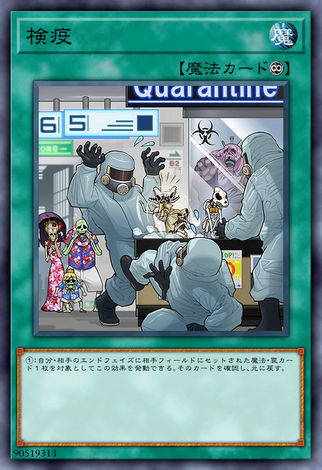 検疫
魔
【魔法カード】
Quarantine
6 5
B2
TOP!
①：自分・相手のエンドフェイズに相手フィールドにセットされた魔法・罠カー
ド１枚を対象としてこの効果を発動できる。そのカードを確認し、元に戻す。
90519313